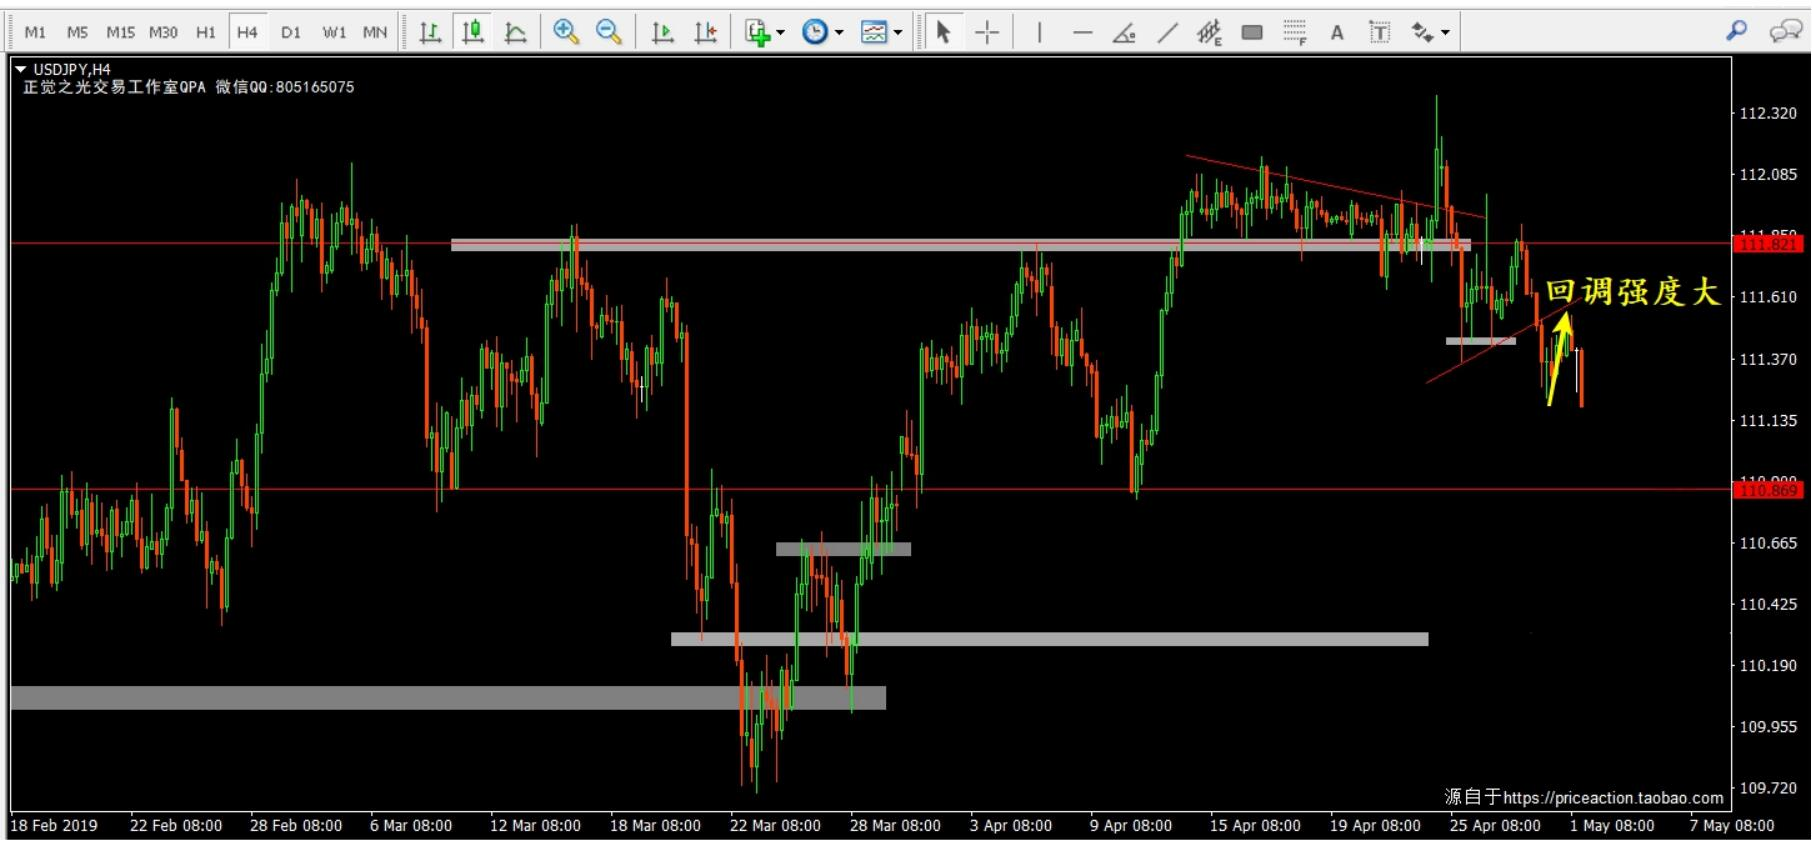 M1 M5 M15 M30 H1 H4 D1 W1 MN E F A T
USDJPY,H4
正觉之光交易工作室QPA 微信QQ:805165075
112.320
112.085
111.821
回调强度大
111.610
111.370
111.135
110.869
110.665
110.425
110.190
109.955
109.720
源自于https://priceaction.taobao.com
18 Feb 2019 22 Feb 08:00 28 Feb 08:00 6 Mar 08:00 12 Mar 08:00 18 Mar 08:00 22 Mar 08:00 28 Mar 08:00 3 Apr 08:00 9 Apr 08:00 15 Apr 08:00 19 Apr 08:00 25 Apr 08:00 1 May 08:00 7 May 08:00